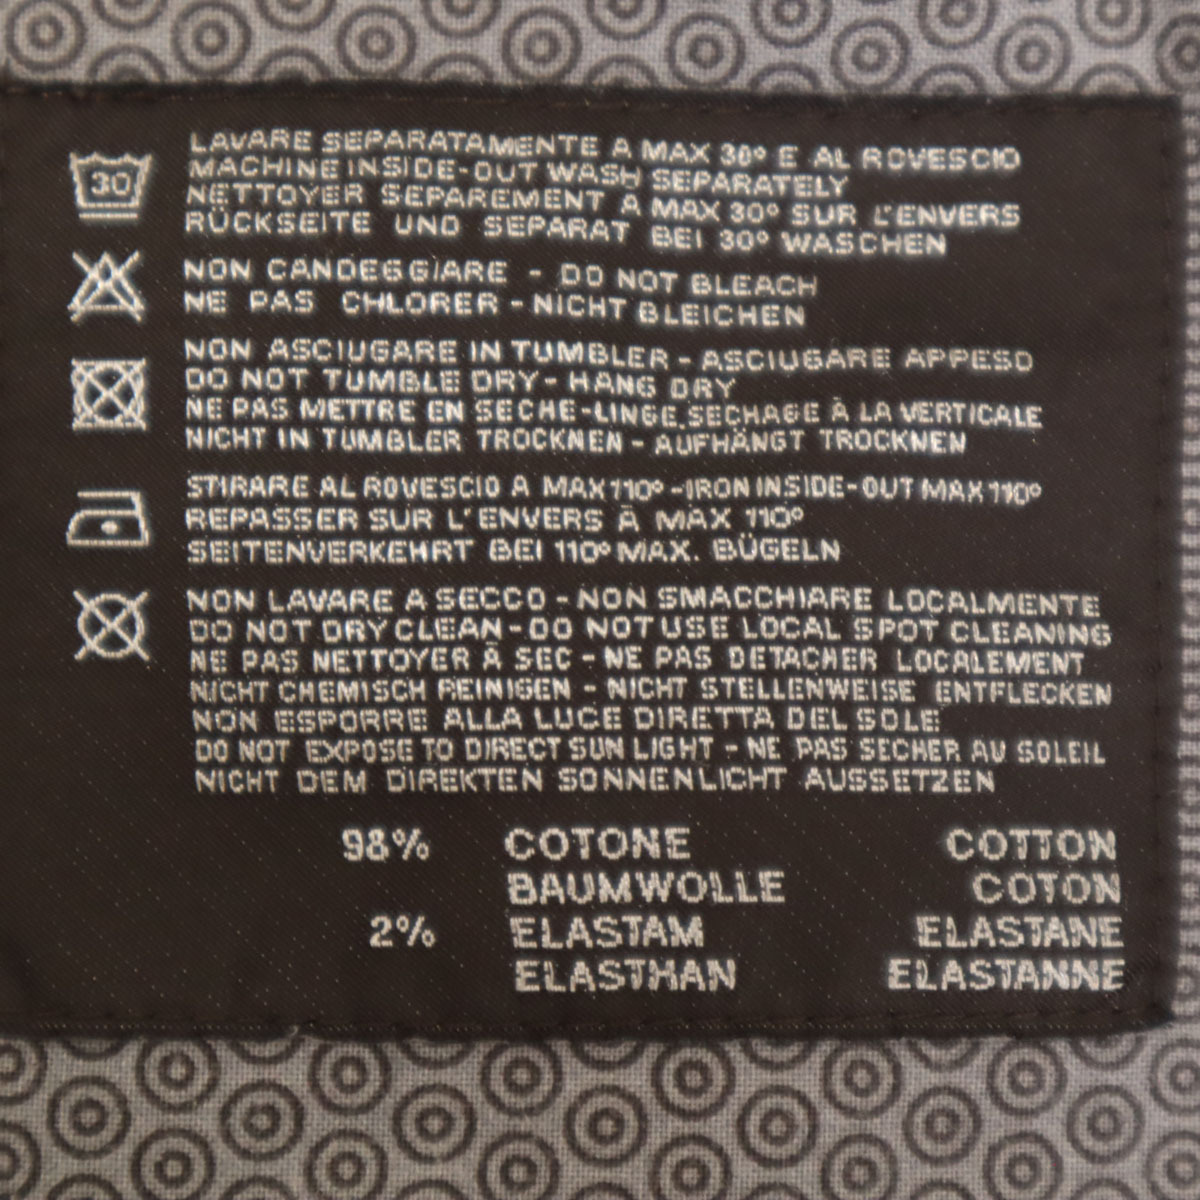 30
LAVARE SEPARATAMENTE A MAX 30° E AL ROVESCIO
MACHINE INSIDE-OUT WASH SEPARATELY
NETTOYER SEPAREMENT A MAX 30° SUR L'ENVERS
RÜCKSEITE UND SEPARAT BEI 30° WASCHEN
NON CANDEGGIARE - DO NOT BLEACH
NE PAS CHLORER - NICHT BLEICHEN
NON ASCIUGARE IN TUMBLER - ASCIUGARE APPESO
DO NOT TUMBLE DRY - HANG DRY
NE PAS METTRE EN SECHE-LINGE.SECHAGE À LA VERTICALE
NICHT IN TUMBLER TROCKNEN - AUFHÄNGT TROCKNEN
STIRARE AL ROVESCIO A MAX 110° -IRON INSIDE-OUT MAX 110°
REPASSER SUR L'ENVERS À MAX 110°
SEITENVERKEHRT BEI 110° MAX. BÜGELN
NON LAVARE A SECCO - NON SMACCHIARE LOCALMENTE
DO NOT DRY CLEAN - DO NOT USE LOCAL SPOT CLEANING
NE PAS NETTOYER À SEC - NE PAS DETACHER LOCALEMENT
NICHT CHEMISCH REINIGEN - NICHT STELLENWEISE ENTFLECKEN
NON ESPORRE ALLA LUCE DIRETTA DEL SOLE
DO NOT EXPOSE TO DIRECT SUN LIGHT - NE PAS SECHER AU SOLEIL
NICHT DEM DIREKTEN SONNENLICHT AUSSETZEN
98% COTONE COTTON
BAUMWOLLE COTON
2% ELASTAM ELASTANE
ELASTHAN ELASTANNE